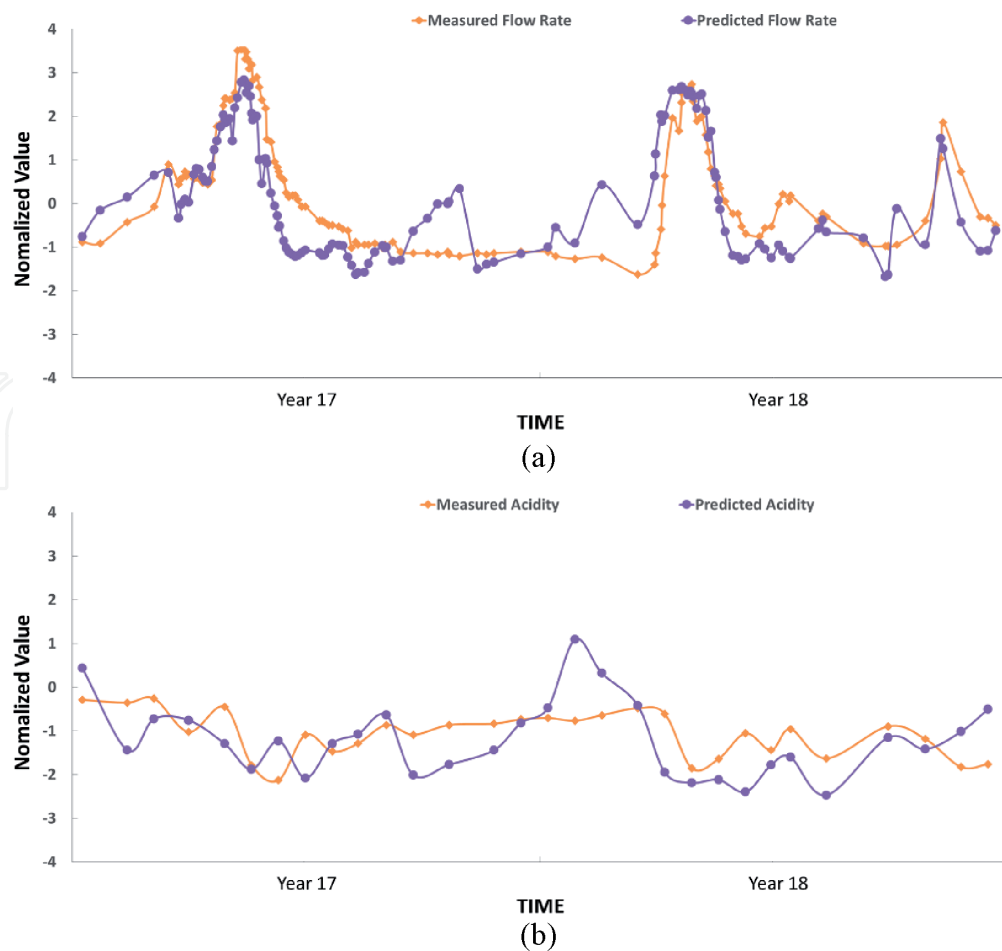 Measured Flow Rate Predicted Flow Rate
4
3
2
1
0
-1
-2
-3
-4
Nomalized Value
Year 17 Year 18
TIME
(a)
Measured Acidity Predicted Acidity
4
3
2
1
0
-1
-2
-3
-4
Nomalized Value
Year 17 Year 18
TIME
(b)